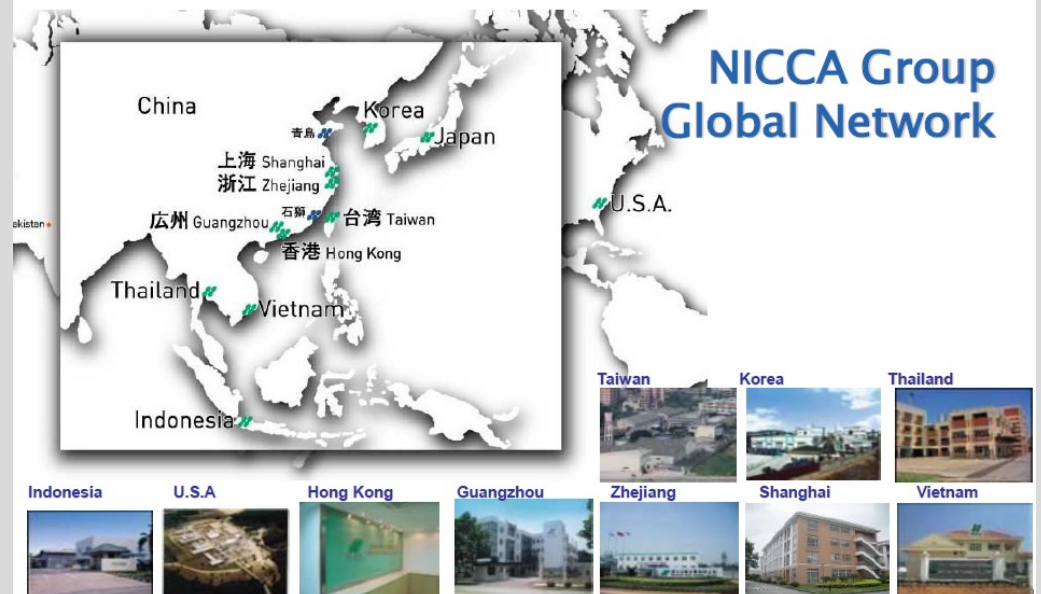 NICCA Group
Global Network
China
Korea
青島
Japan
上海 Shanghai
浙江 Zhejiang
U.S.A.
石獅
台湾 Taiwan
広州 Guangzhou
ekistan
香港 Hong Kong
Thailand
Vietnam
Indonesia
Taiwan
Korea
Thailand
Indonesia
U.S.A
Hong Kong
Guangzhou
Zhejiang
Shanghai
Vietnam